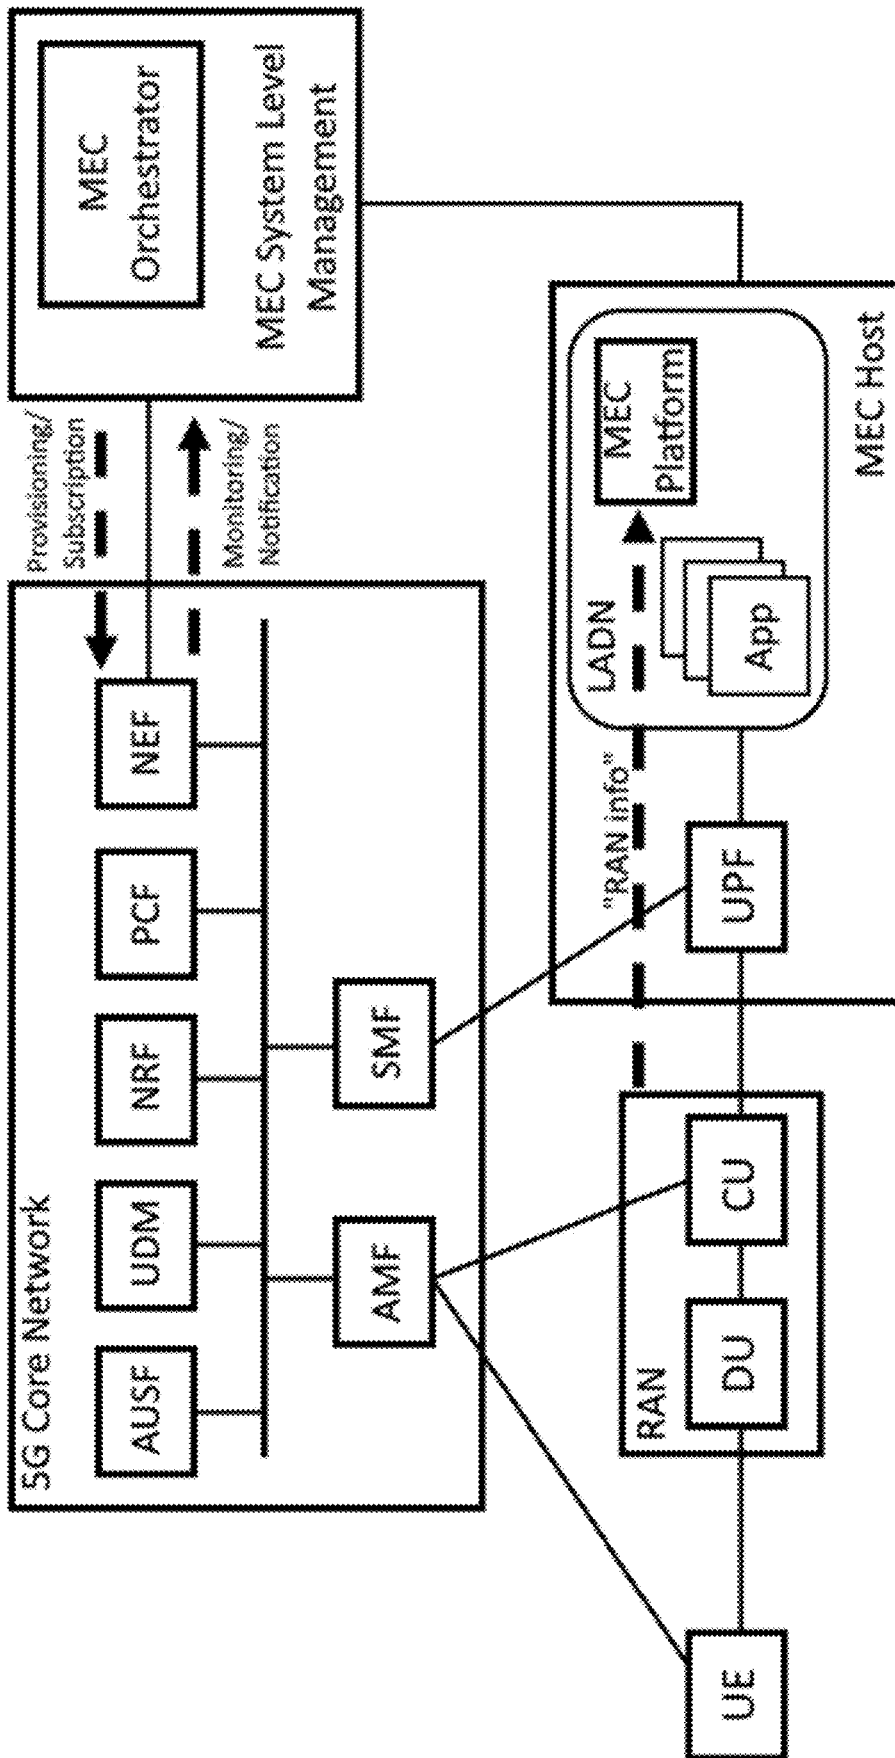 5G Core Network
AUSF
UDM
NRF
PCF
NEF
AMF
SMF
Provisioning/
Subscription
Monitoring/
Notification
MEC
Orchestrator
MEC System Level
Management
UE
RAN
DU
CU
"RAN info"
UPF
LADN
App
MEC
Platform
MEC Host